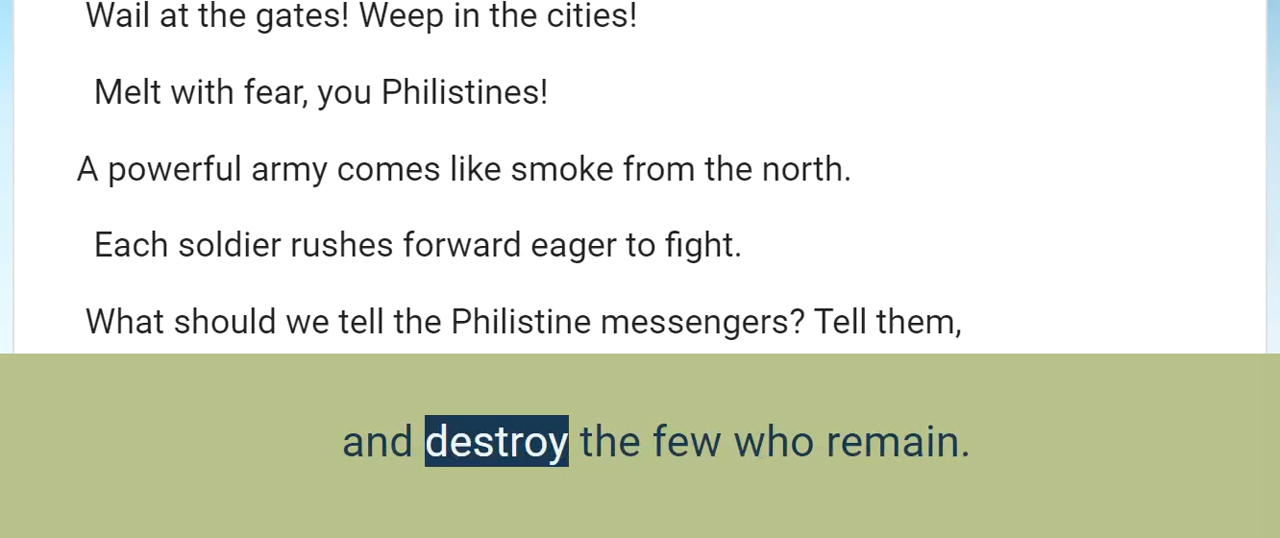 Wail at the gates! Weep in the cities!
Melt with fear, you Philistines!
A powerful army comes like smoke from the north.
Each soldier rushes forward eager to fight.
What should we tell the Philistine messengers? Tell them,
and destroy the few who remain.